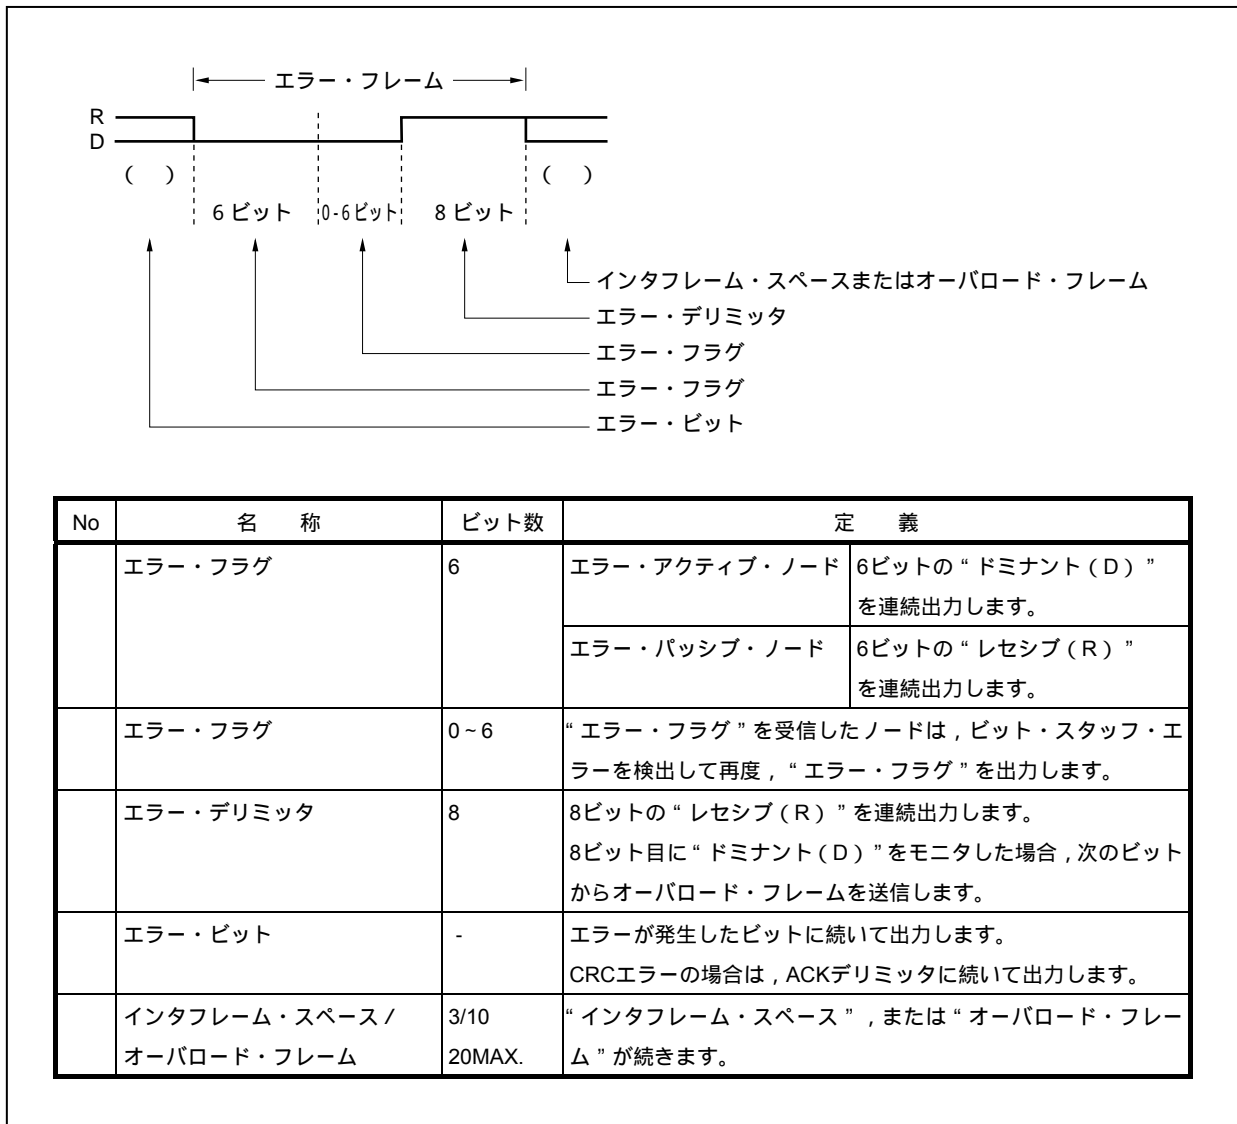 エラー・フレーム
R
D
(　)
(　)
6ビット
0-6ビット
8ビット
インタフレーム・スペースまたはオーバロード・フレーム
エラー・デリミッタ
エラー・フラグ
エラー・フラグ
エラー・ビット
No 名　称 ビット数 定　義
エラー・フラグ 6 エラー・アクティブ・ノード 6ビットの“ドミナント（D）”
を連続出力します。
エラー・パッシブ・ノード 6ビットの“レセシブ（R）”
を連続出力します。
エラー・フラグ 0~6 “エラー・フラグ”を受信したノードは，ビット・スタッフ・エ
ラーを検出して再度，“エラー・フラグ”を出力します。
エラー・デリミッタ 8 8ビットの“レセシブ（R）”を連続出力します。
8ビット目に“ドミナント（D）”をモニタした場合，次のビット
からオーバロード・フレームを送信します。
エラー・ビット - エラーが発生したビットに続いて出力します。
CRCエラーの場合は，ACKデリミッタに続いて出力します。
インタフレーム・スペース／ 3/10 “インタフレーム・スペース”，または“オーバロード・フレー
オーバロード・フレーム 20MAX. ム”が続きます。